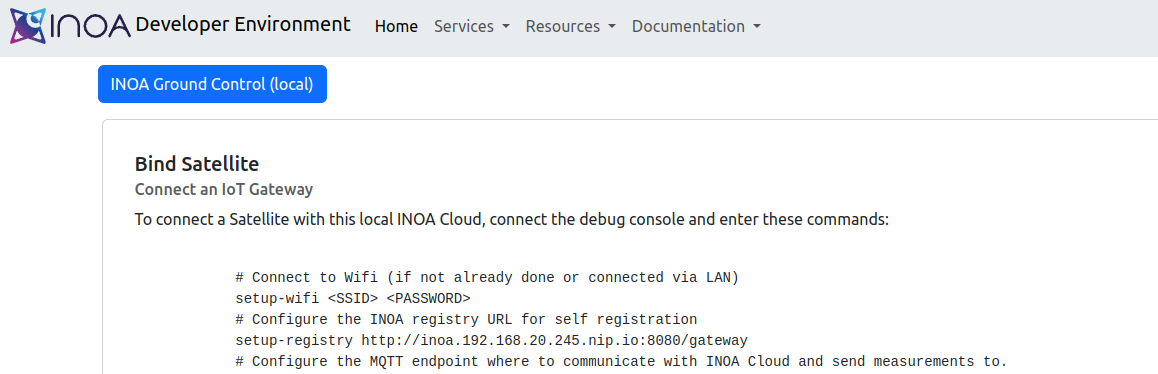 INOA Developer Environment Home Services Resources Documentation
INOA Ground Control (local)
Bind Satellite
Connect an IoT Gateway
To connect a Satellite with this local INOA Cloud, connect the debug console and enter these commands:
# Connect to Wifi (if not already done or connected via LAN)
setup-wifi <SSID> <PASSWORD>
# Configure the INOA registry URL for self registration
setup-registry http://inoa.192.168.20.245.nip.io:8080/gateway
# Configure the MQTT endpoint where to communicate with INOA Cloud and send measurements to.